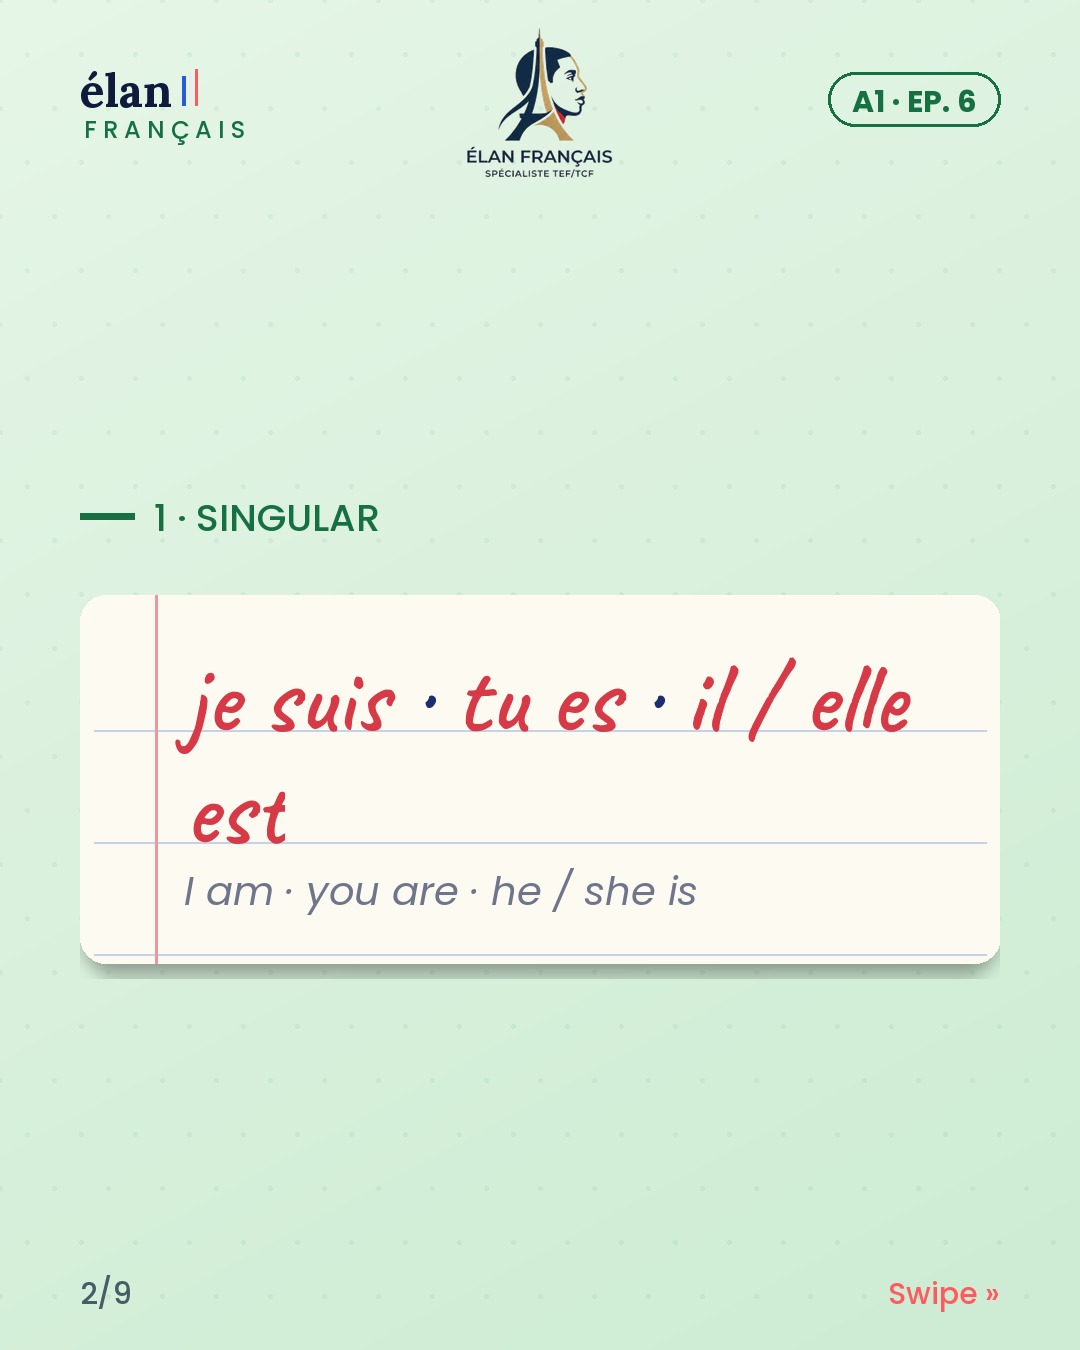 élan
FRANÇAIS
ÉLAN FRANÇAIS
SPÉCIALISTE TEF/TCF
A1 · EP. 6
1 · SINGULAR
je suis · tu es · il / elle
est
I am · you are · he / she is
2/9
Swipe »